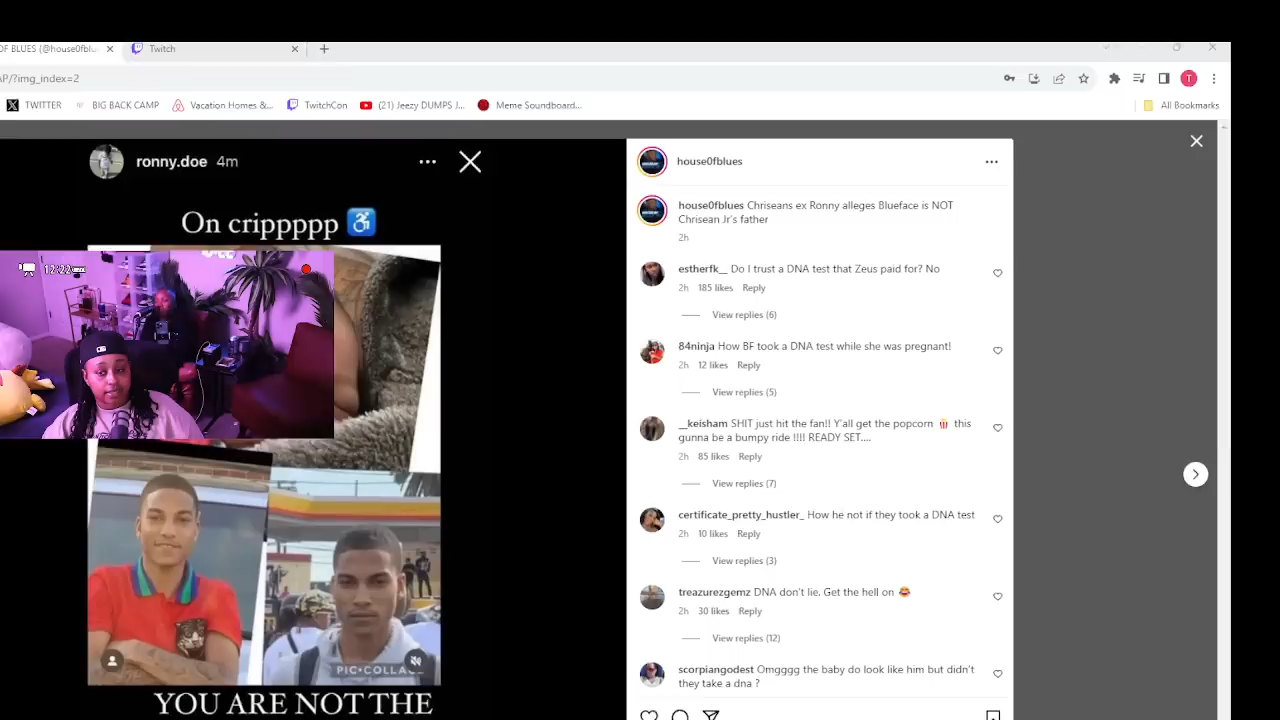 OF BLUES (@house0fblu
Twitch
AP/?img_index=2
TWITTER
BIG BACK CAMP
Vacation Homes &...
TwitchCon
(21) Jeezy DUMPS J...
Meme Soundboard...
All Bookmarks
ronny.doe 4m
On crippppp
12:22
PIC•COLLA
YOU ARE NOT THE
house0fblues
house0fblues Chriseans ex Ronny alleges Blueface is NOT
Chrisean Jr's father
2h
estherfk__ Do I trust a DNA test that Zeus paid for? No
2h 185 likes Reply
View replies (6)
84ninja How BF took a DNA test while she was pregnant!
2h 12 likes Reply
View replies (5)
__keisham SHIT just hit the fan!! Y'all get the popcorn 🍿 this
gunna be a bumpy ride !!!! READY SET....
2h 85 likes Reply
View replies (7)
certificate_pretty_hustler_ How he not if they took a DNA test
2h 10 likes Reply
View replies (3)
treazurezgemz DNA don't lie. Get the hell on 😂
2h 30 likes Reply
View replies (12)
scorpiangodest Omgggg the baby do look like him but didn't
they take a dna ?